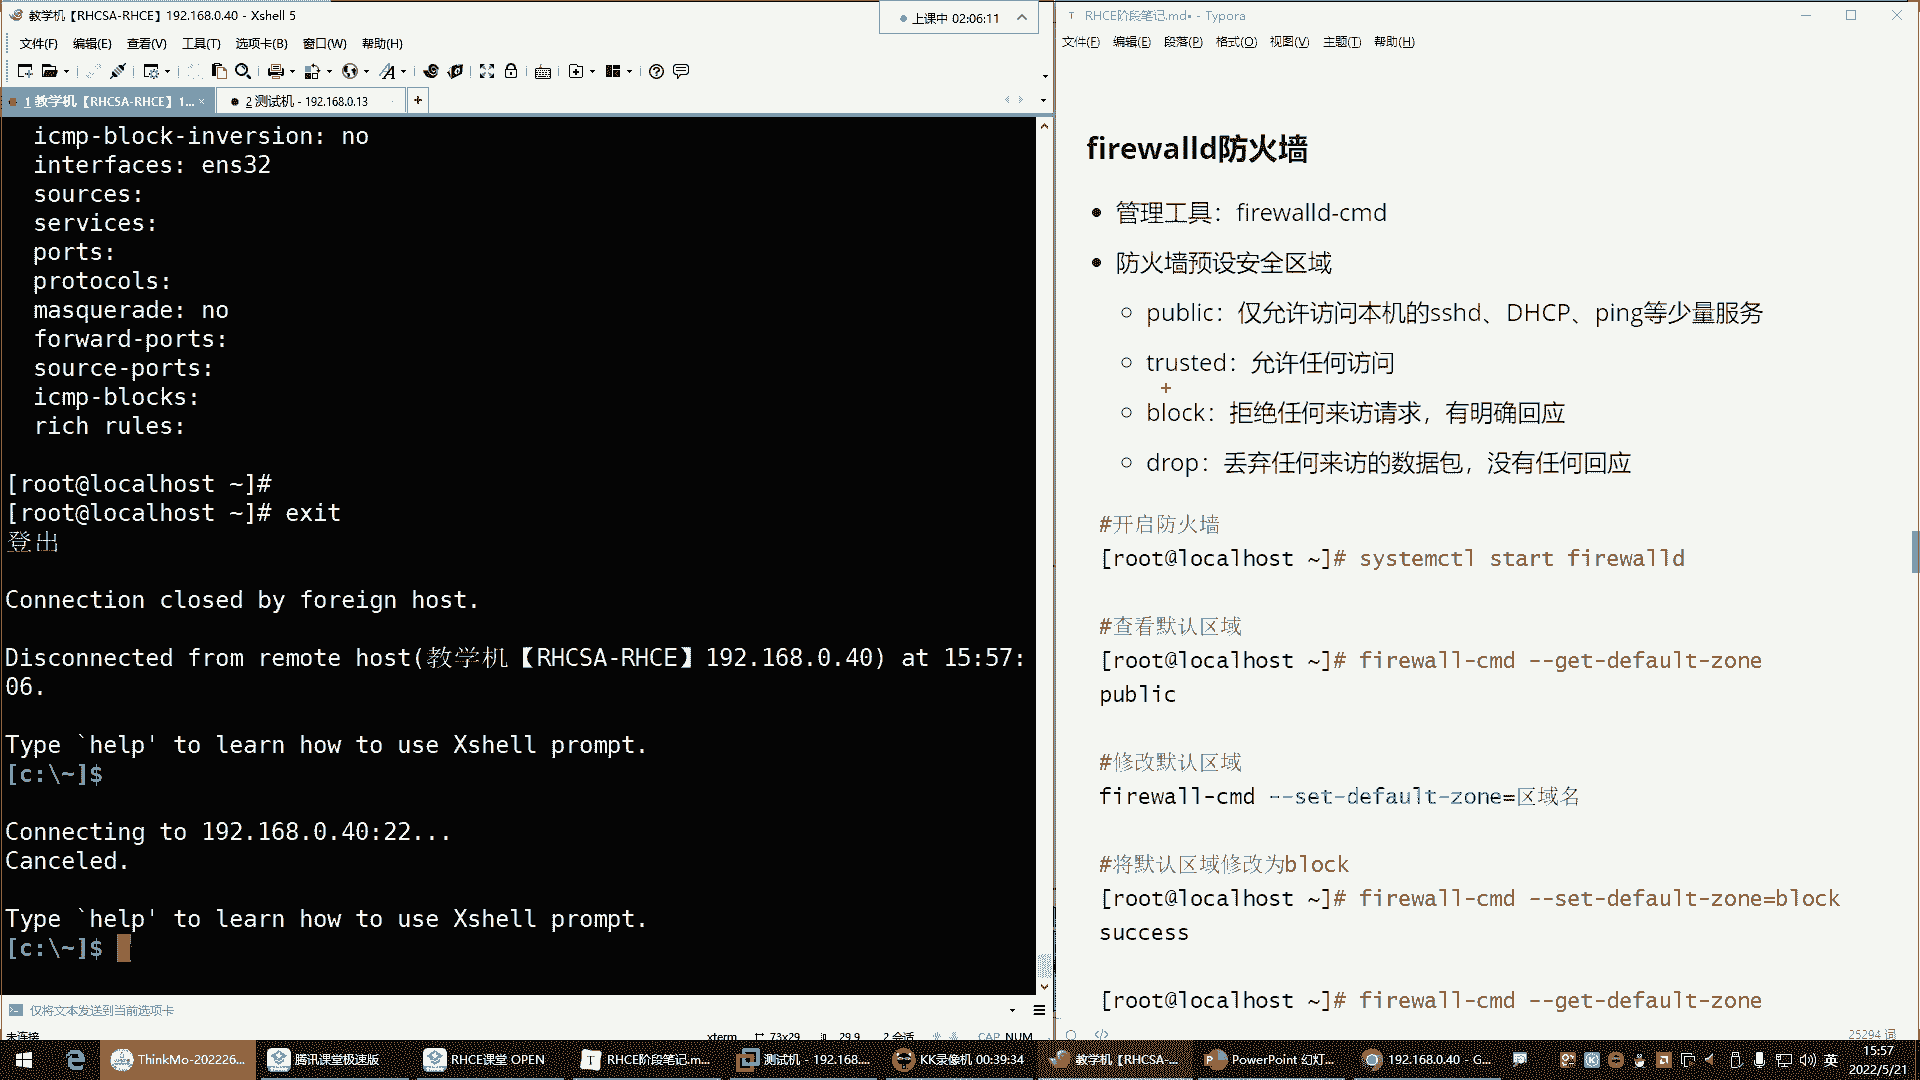 教学机【RHCSA-RHCE】192.168.0.40 - Xshell 5
上课中 02:06:11
文件(F) 编辑(E) 查看(V) 工具(T) 选项卡(B) 窗口(W) 帮助(H)
1 教学机【RHCSA-RHCE】1... ×
2 测试机 - 192.168.0.13
icmp-block-inversion: no
interfaces: ens32
sources:
services:
ports:
protocols:
masquerade: no
forward-ports:
source-ports:
icmp-blocks:
rich rules:
[root@localhost ~]#
[root@localhost ~]# exit
登出
Connection closed by foreign host.
Disconnected from remote host(教学机【RHCSA-RHCE】192.168.0.40) at 15:57:
06.
Type `help' to learn how to use Xshell prompt.
[c:\~]$
Connecting to 192.168.0.40:22...
Canceled.
Type `help' to learn how to use Xshell prompt.
[c:\~]$
仅将文本发送到当前选项卡
未连接
xterm 73x29 29,9 2 会话 CAP NUM
RHCE阶段笔记.md• - Typora
文件(F) 编辑(E) 段落(P) 格式(O) 视图(V) 主题(T) 帮助(H)
firewalld防火墙
管理工具：firewalld-cmd
防火墙预设安全区域
public：仅允许访问本机的sshd、DHCP、ping等少量服务
trusted：允许任何访问
block：拒绝任何来访请求，有明确回应
drop：丢弃任何来访的数据包，没有任何回应
#开启防火墙
[root@localhost ~]# systemctl start firewalld
#查看默认区域
[root@localhost ~]# firewall-cmd --get-default-zone
public
#修改默认区域
firewall-cmd --set-default-zone=区域名
#将默认区域修改为block
[root@localhost ~]# firewall-cmd --set-default-zone=block
success
[root@localhost ~]# firewall-cmd --get-default-zone
25294 词
ThinkMo-202226...
腾讯课堂极速版
RHCE课堂 OPEN
RHCE阶段笔记.m...
测试机 - 192.168....
KK录像机 00:39:34
教学机【RHCSA-...
PowerPoint 幻灯...
192.168.0.40 - G...
英
15:57
2022/5/21